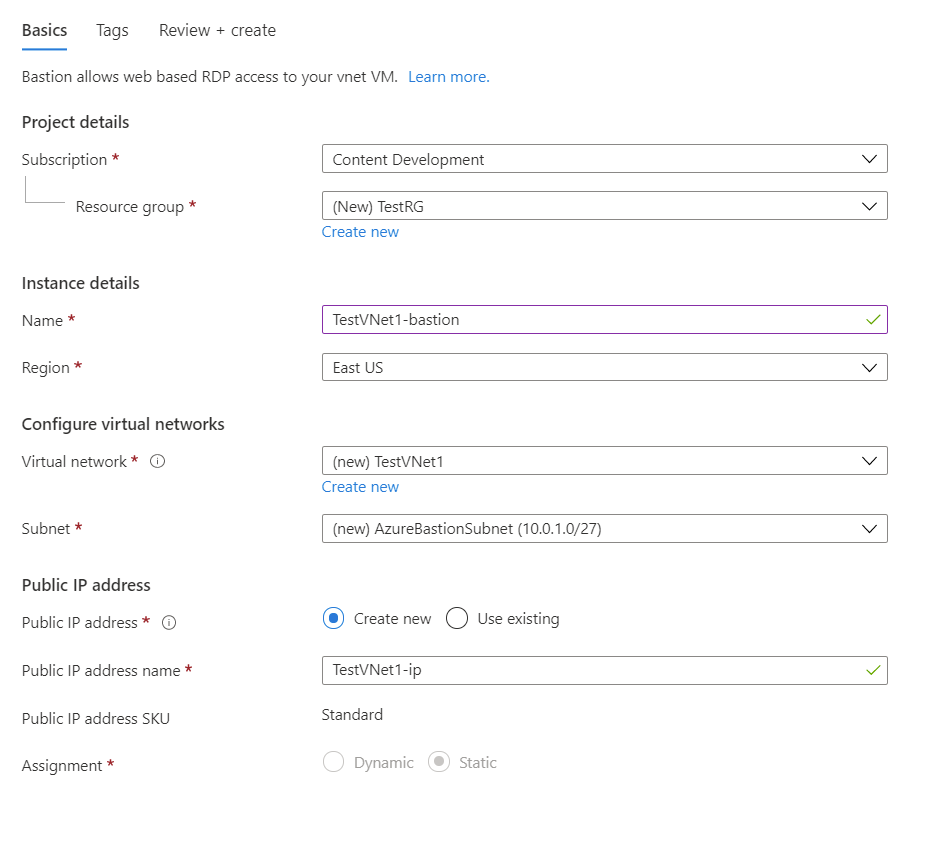 Basics Tags Review + create
Bastion allows web based RDP access to your vnet VM. Learn more.
Project details
Subscription * Content Development
Resource group * (New) TestRG
Create new
Instance details
Name * TestVNet1-bastion
Region * East US
Configure virtual networks
Virtual network * (new) TestVNet1
Create new
Subnet * (new) AzureBastionSubnet (10.0.1.0/27)
Public IP address
Public IP address * Create new Use existing
Public IP address name * TestVNet1-ip
Public IP address SKU Standard
Assignment * Dynamic Static